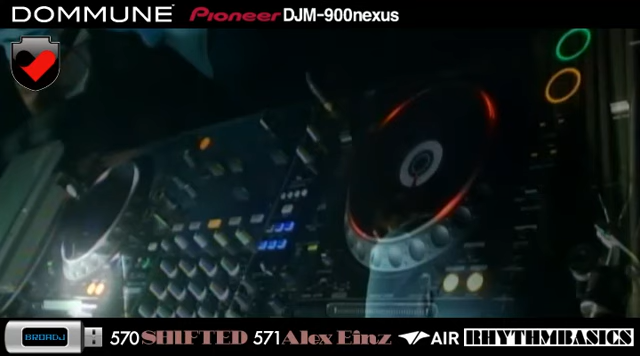 DOMMUNE Pioneer DJM-900nexus
BROADJ 570 SHIFTED 571 Alex Einz AIR RHYTHMBASICS